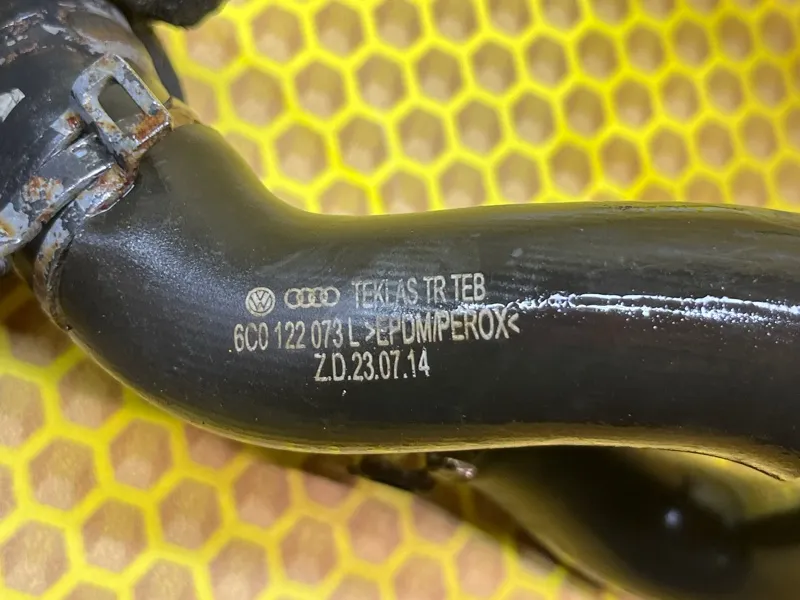 TEKLAS TR TEB
6C0 122 073 L >EPDM/PEROX<
Z.D.23.07.14